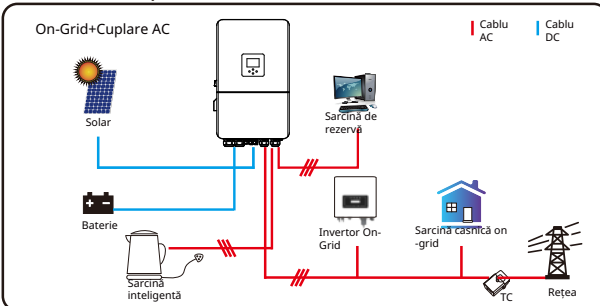 On-Grid+Cuplare AC
Cablu
AC
Cablu
DC
Solar
Sarcină de
rezervă
Baterie
Invertor On-
Grid
Sarcină casnică on
-grid
Sarcină
inteligentă
TC
Rețea